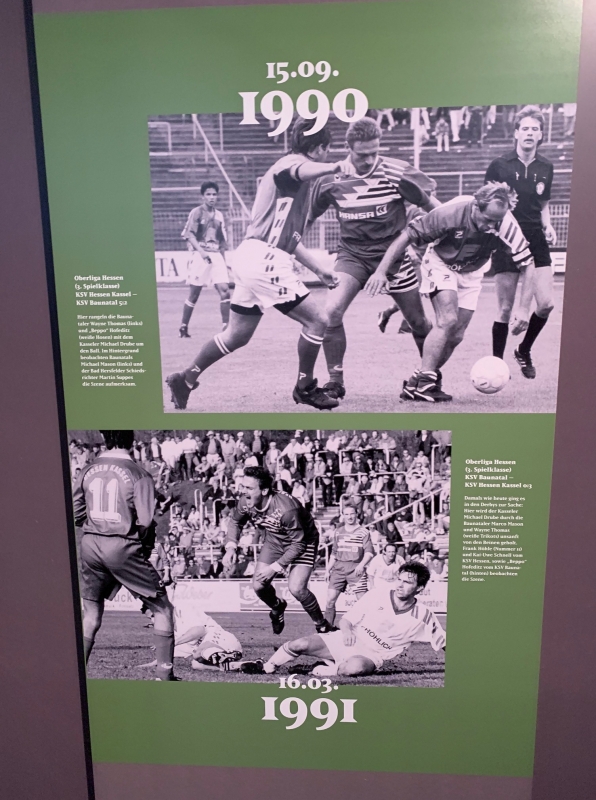 15.09.
1990
HANSA
Oberliga Hessen
(3. Spielklasse)
KSV Hessen Kassel –
KSV Baunatal 5:2
Hier rangeln die Bauna-
taler Wayne Thomas (links)
und „Beppo“ Hofeditz
(weiße Hosen) mit dem
Kasseler Michael Drube um
den Ball. Im Hintergrund
beobachten Baunatals
Michael Mason (links) und
der Bad Hersfelder Schieds-
richter Martin Suppes
die Szene aufmerksam.
HESSEN KASSEL
11
FRÖHLICH
Oberliga Hessen
(3. Spielklasse)
KSV Baunatal –
KSV Hessen Kassel 0:3
Damals wie heute ging es
in den Derbys zur Sache:
Hier wird der Kasseler
Michael Drube durch die
Baunataler Marco Mason
und Wayne Thomas
(weiße Trikots) unsanft
von den Beinen geholt.
Frank Hühle (Nummer 11)
und Kai-Uwe Schnell vom
KSV Hessen, sowie „Beppo“
Hofeditz vom KSV Bauna-
tal (hinten) beobachten
die Szene.
16.03.
1991